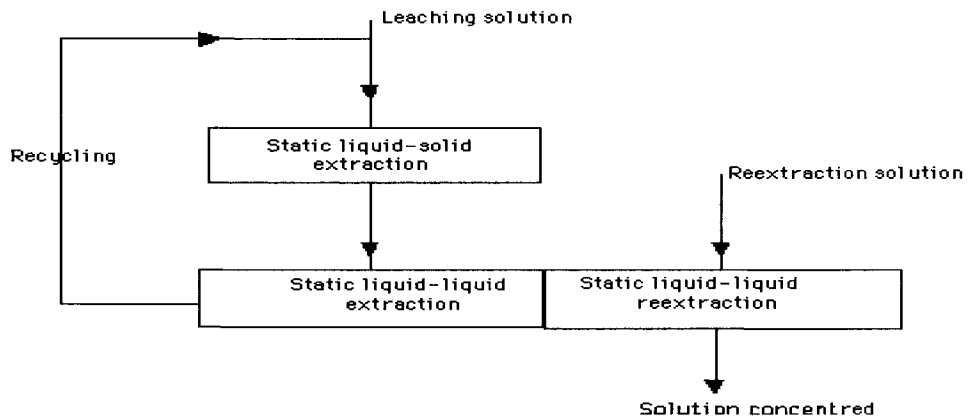 Leaching solution
Static liquid-solid
extraction
Recycling
Reextraction solution
Static liquid-liquid
extraction
Static liquid-liquid
reextraction
Solution concentred